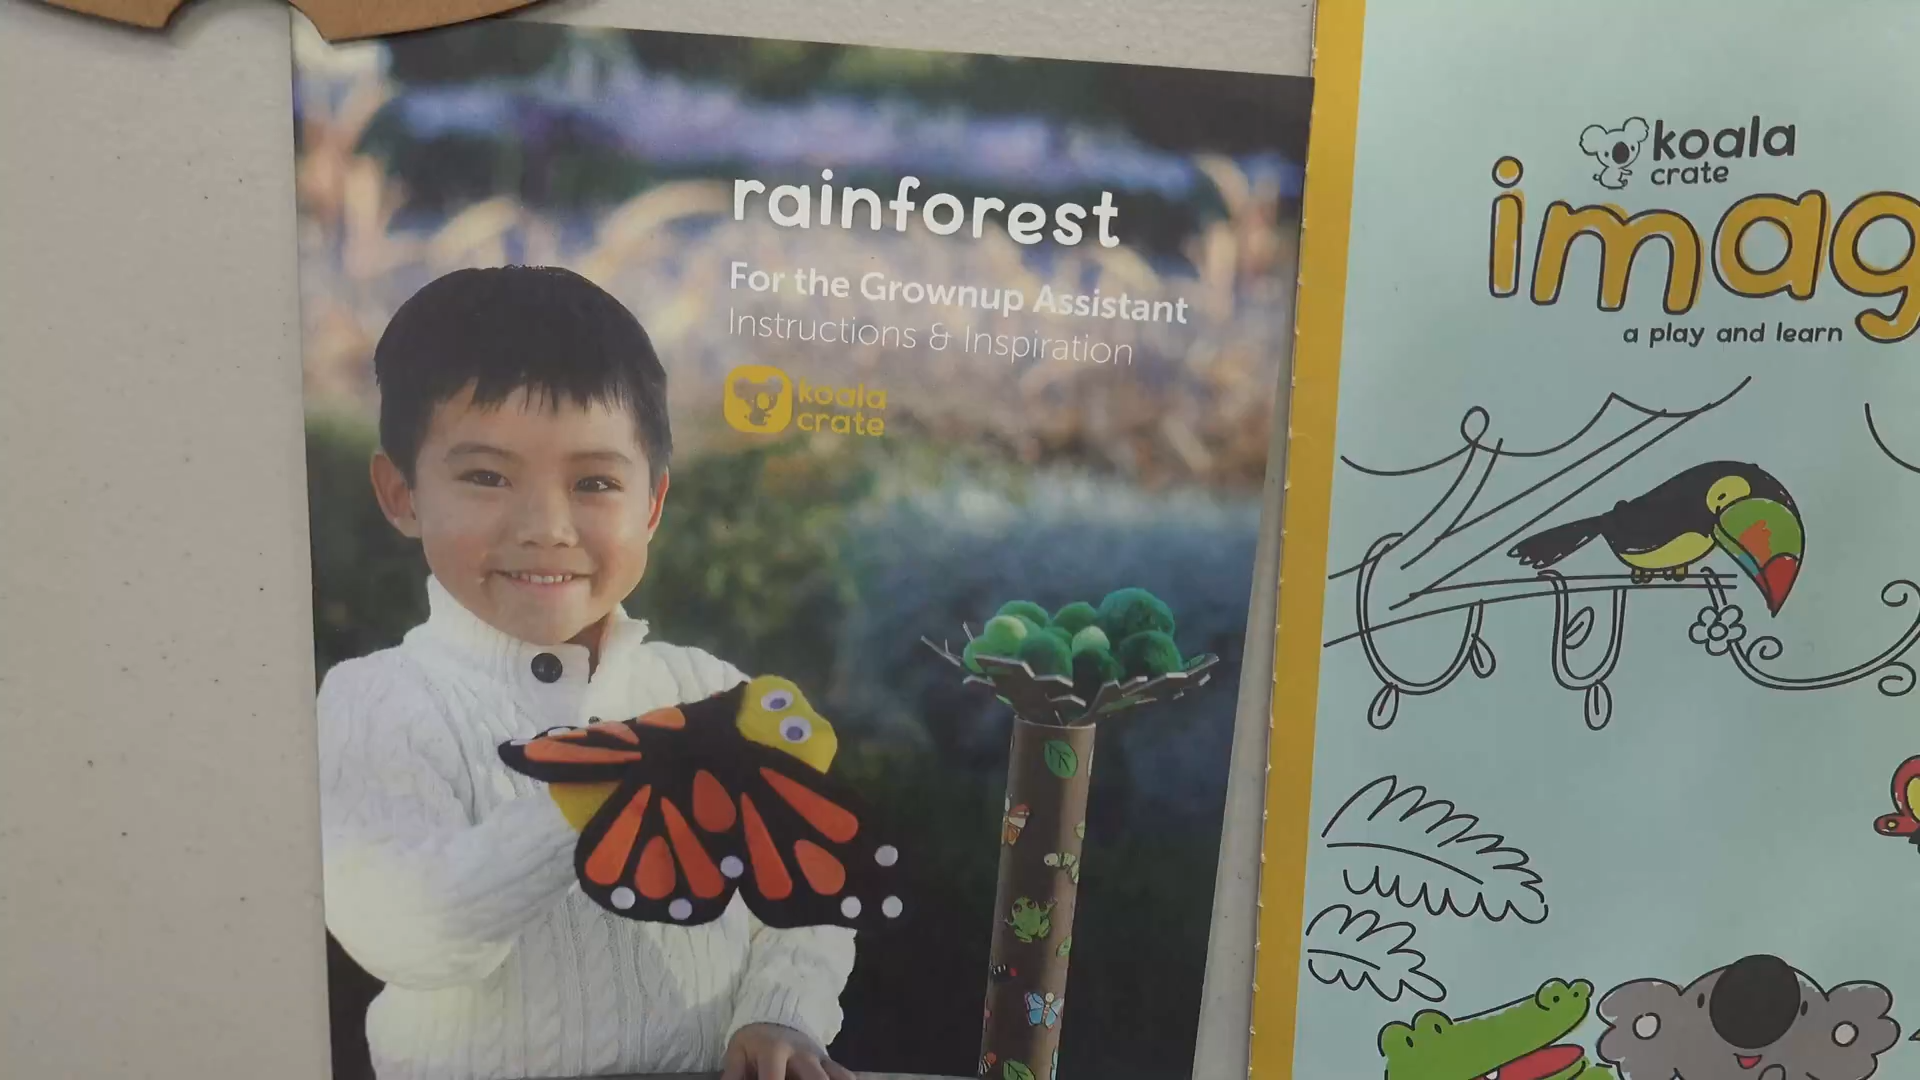 rainforest
For the Grownup Assistant
Instructions & Inspiration
koala
crate
koala
crate
imag
a play and learn